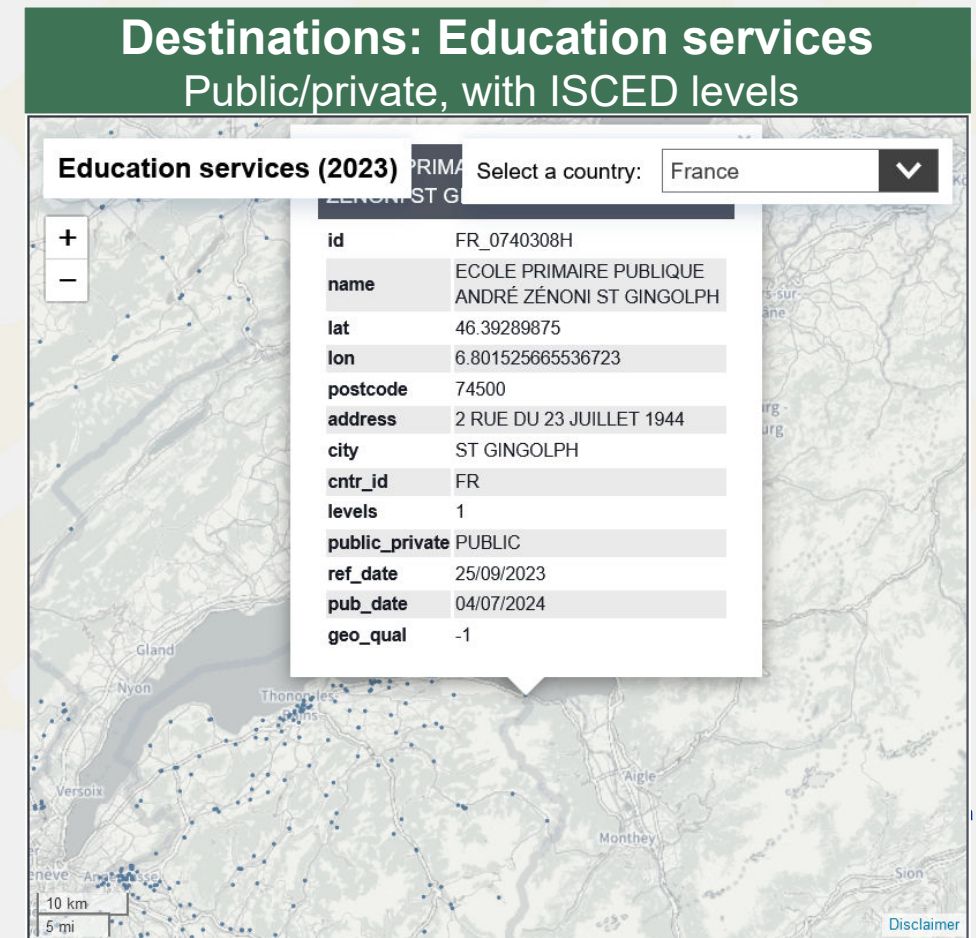 Destinations: Education services
Public/private, with ISCED levels
Education services (2023)
Select a country: France
ST G
+
−
id FR_0740308H
name ECOLE PRIMAIRE PUBLIQUE
ANDRÉ ZÉNONI ST GINGOLPH
lat 46.39289875
lon 6.801525665536723
postcode 74500
address 2 RUE DU 23 JUILLET 1944
city ST GINGOLPH
cntr_id FR
levels 1
public_private PUBLIC
ref_date 25/09/2023
pub_date 04/07/2024
geo_qual -1
Gland
Nyon
Thonon-les-
Bains
Aigle
Versoix
Monthey
Sion
10 km
5 mi
Disclaimer